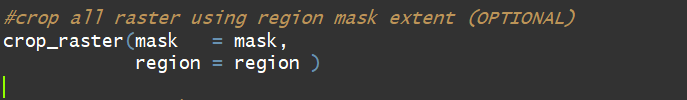 #crop all raster using region mask extent (OPTIONAL)
crop_raster(mask   = mask,
            region = region )